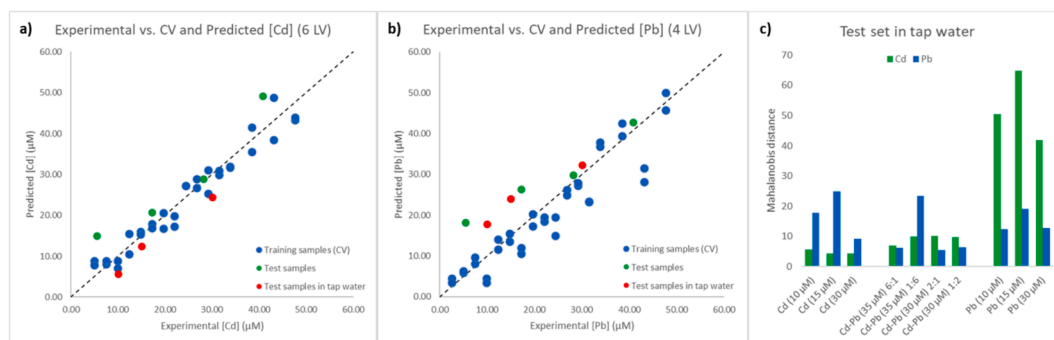 a) Experimental vs. CV and Predicted [Cd] (6 LV)
60.00
50.00
40.00
30.00
20.00
10.00
0.00
Predicted [Cd] (µM)
Training samples (CV)
Test samples
Test samples in tap water
0.00 10.00 20.00 30.00 40.00 50.00 60.00
Experimental [Cd] (µM)
b) Experimental vs. CV and Predicted [Pb] (4 LV)
60.00
50.00
40.00
30.00
20.00
10.00
0.00
Predicted [Pb] (µM)
Training samples (CV)
Test samples
Test samples in tap water
0.00 10.00 20.00 30.00 40.00 50.00 60.00
Experimental [Pb] (µM)
c) Test set in tap water
Cd Pb
70
60
50
40
30
20
10
0
Mahalanobis distance
Cd (10 µM)
Cd (15 µM)
Cd (30 µM)
Cd-Pb (35 µM) 6:1
Cd-Pb (35 µM) 1:6
Cd-Pb (30 µM) 2:1
Cd-Pb (30 µM) 1:2
Pb (10 µM)
Pb (15 µM)
Pb (30 µM)